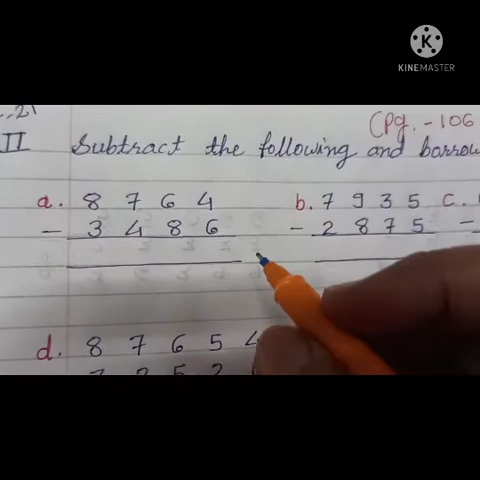 K
KINEMASTER
(Pg. - 106
II Subtract the following and borrow
a. 8 7 6 4 b. 7 9 3 5 c.
- 3 4 8 6 - 2 8 7 5 -
d. 8 7 6 5 4